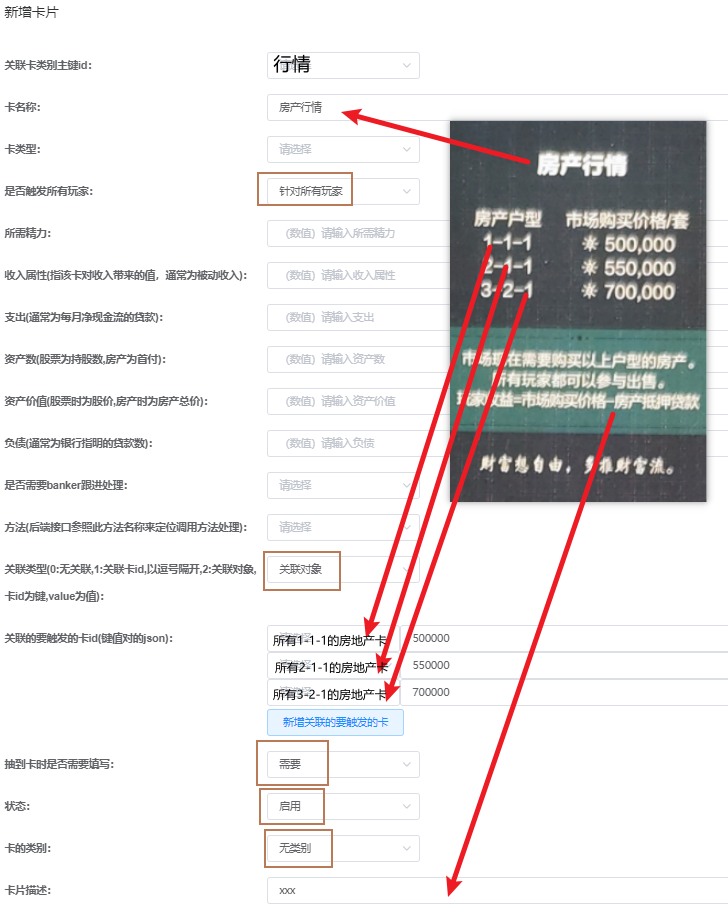 新增卡片
关联卡类别主键id：
行情
卡名称：
房产行情
卡类型：
请选择
是否触发所有玩家：
针对所有玩家
所需精力：
（数值）请输入所需精力
收入属性(指该卡对收入带来的值，通常为被动收入)：
（数值）请输入收入属性
支出(通常为每月净现金流的贷款)：
（数值）请输入支出
资产数(股票为持股数,房产为首付)：
（数值）请输入资产数
资产价值(股票时为股价,房产时为房产总价)：
（数值）请输入资产价值
负债(通常为银行指明的贷款数)：
（数值）请输入负债
是否需要banker跟进处理：
请选择
方法(后端接口参照此方法名称来定位调用方法处理)：
请选择
关联类型(0:无关联,1:关联卡id,以逗号隔开,2:关联对象,
卡id为键,value为值)：
关联对象
关联的要触发的卡id(键值对的json)：
所有1-1-1的房地产卡
500000
所有2-1-1的房地产卡
550000
所有3-2-1的房地产卡
700000
新增关联的要触发的卡
抽到卡时是否需要填写：
需要
状态：
启用
卡的类别：
无类别
卡片描述：
xxx
房产行情
房产户型 市场购买价格/套
1-1-1 500,000
2-1-1 550,000
3-2-1 700,000
市场现在需要购买以上户型的房产。
所有玩家都可以参与出售。
玩家收益=市场购买价格-房产抵押贷款
财富想自由，多推财富流。